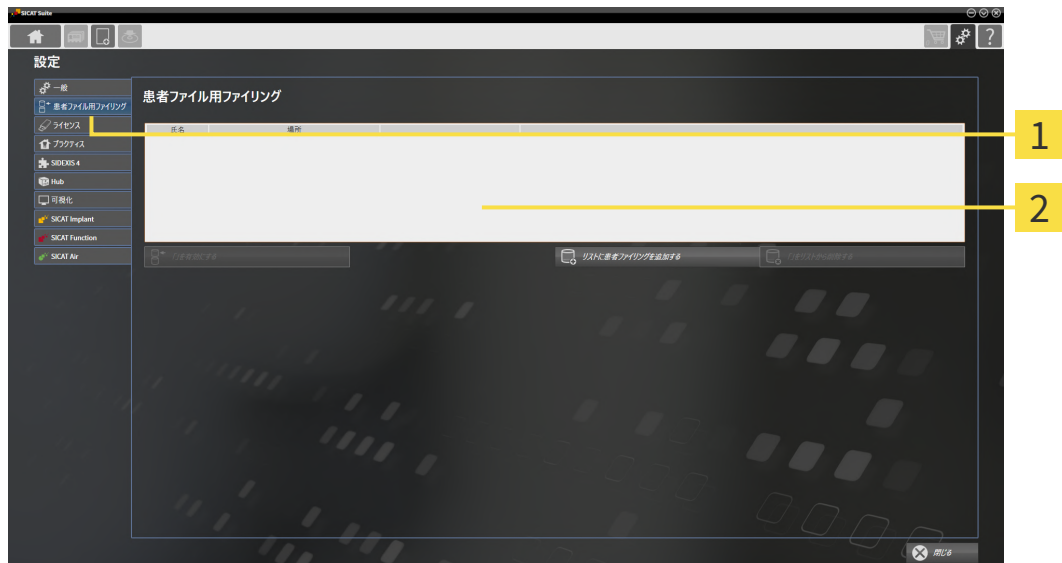 SICAT Suite
?
設定
一般
患者ファイル用ファイリング
ライセンス
プラクティス
SIDEXIS 4
Hub
可視化
SICAT Implant
SICAT Function
SICAT Air
患者ファイル用ファイリング
氏名 場所
リストに患者ファイリングを追加する
閉じる
1
2